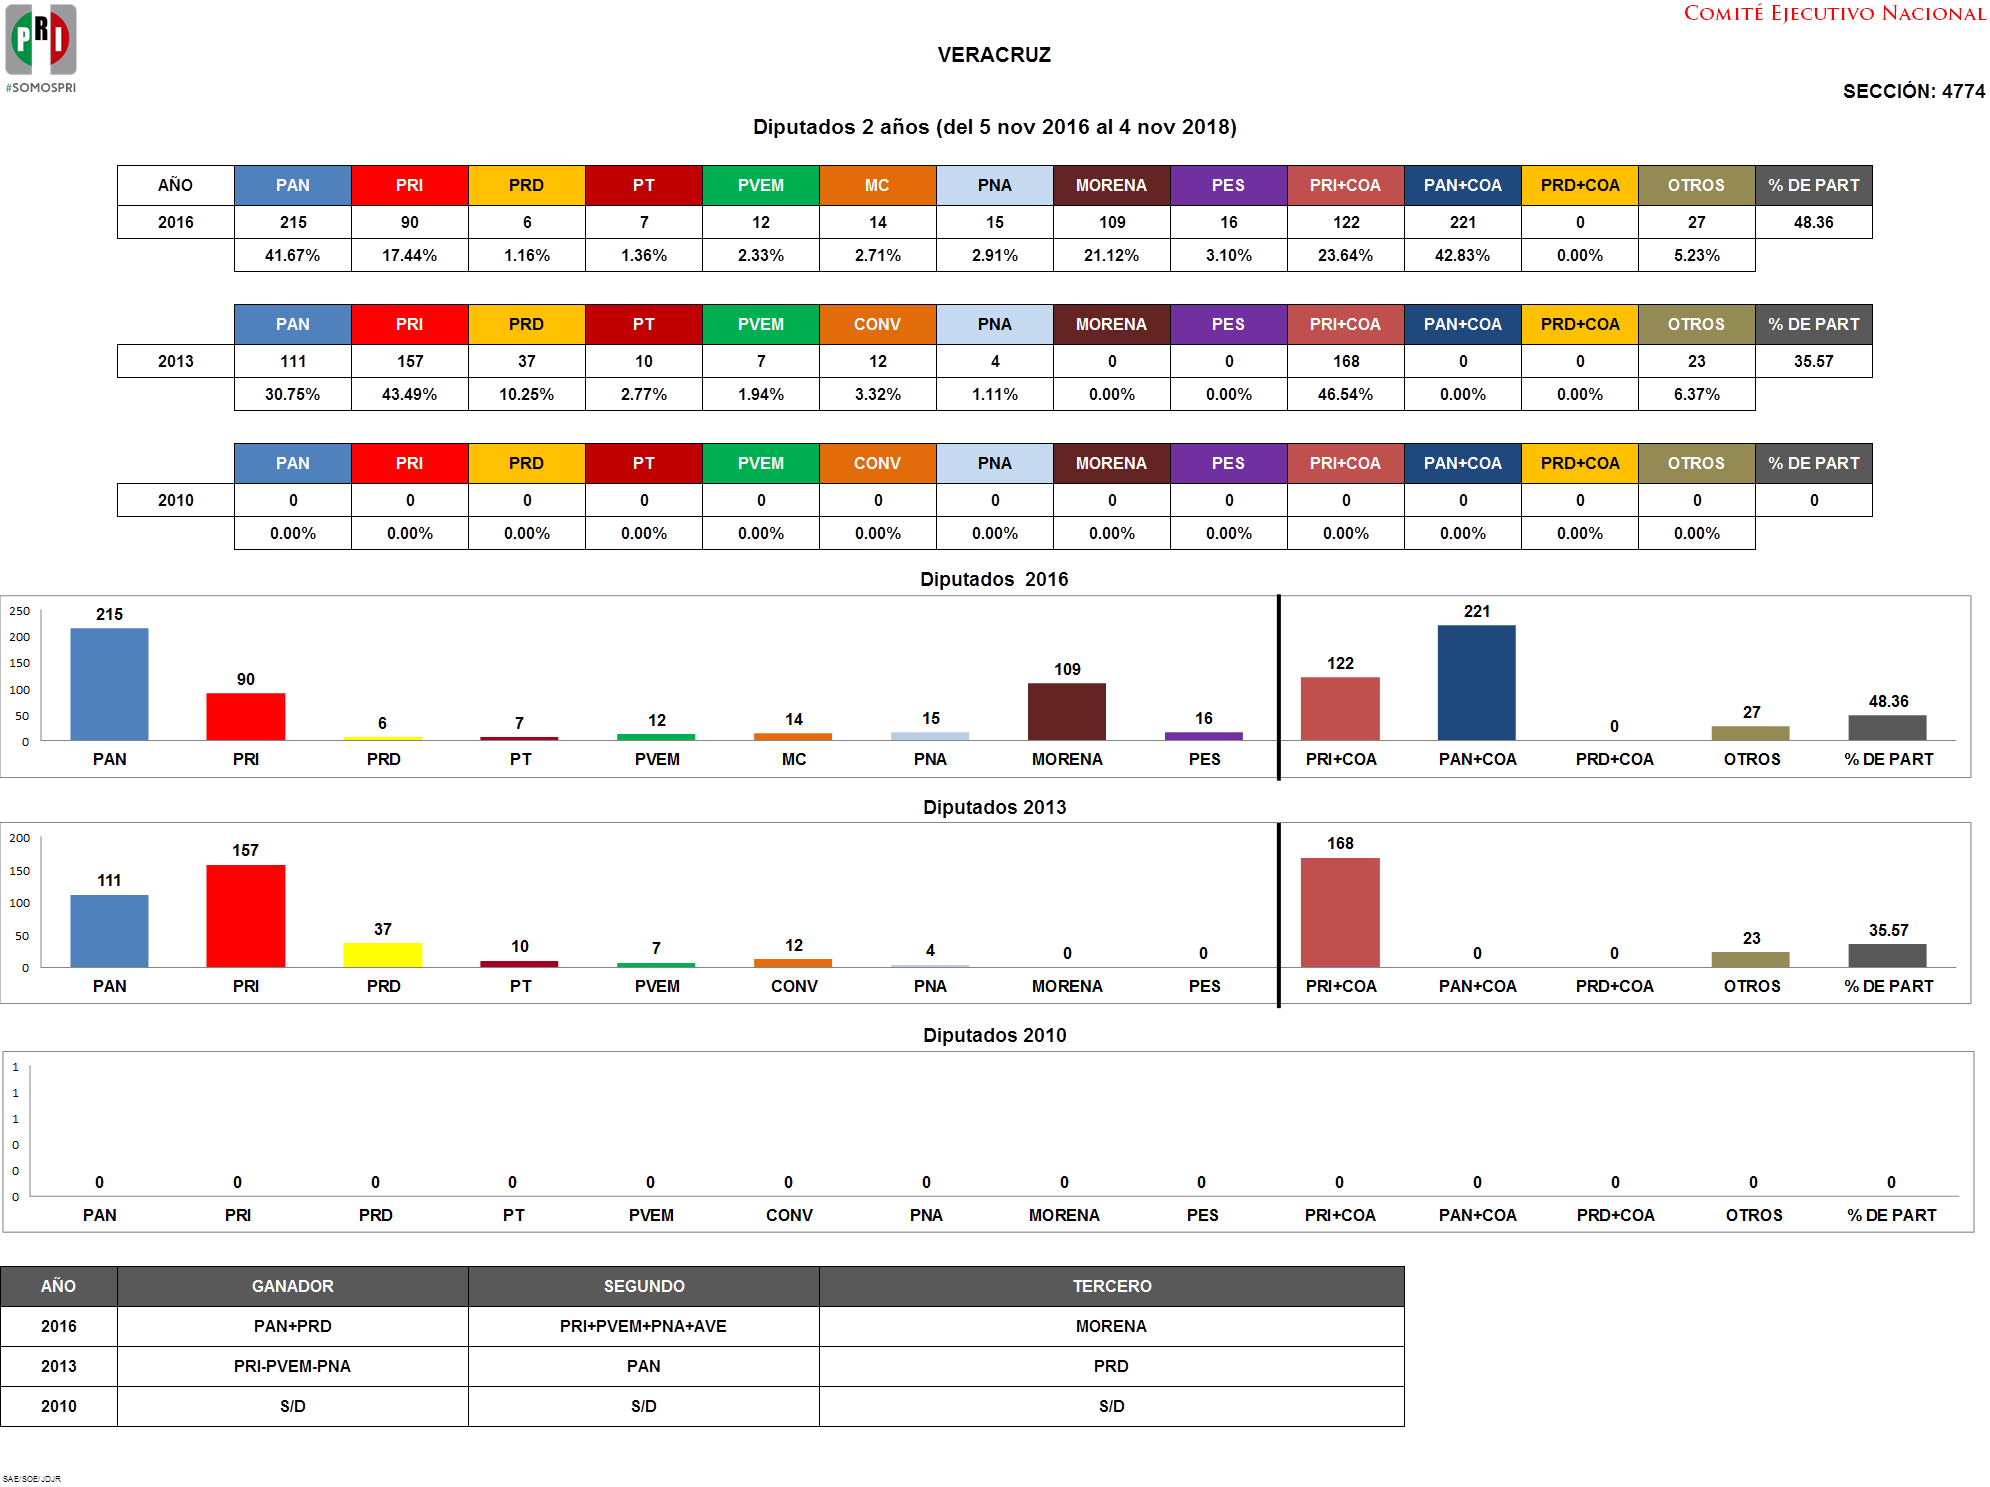 PRI
#SOMOSPRI
COMITÉ EJECUTIVO NACIONAL
VERACRUZ
SECCIÓN: 4774
Diputados 2 años (del 5 nov 2016 al 4 nov 2018)
AÑO PAN PRI PRD PT PVEM MC PNA MORENA PES PRI+COA PAN+COA PRD+COA OTROS % DE PART
2016 215 90 6 7 12 14 15 109 16 122 221 0 27 48.36
41.67% 17.44% 1.16% 1.36% 2.33% 2.71% 2.91% 21.12% 3.10% 23.64% 42.83% 0.00% 5.23%
PAN PRI PRD PT PVEM CONV PNA MORENA PES PRI+COA PAN+COA PRD+COA OTROS % DE PART
2013 111 157 37 10 7 12 4 0 0 168 0 0 23 35.57
30.75% 43.49% 10.25% 2.77% 1.94% 3.32% 1.11% 0.00% 0.00% 46.54% 0.00% 0.00% 6.37%
PAN PRI PRD PT PVEM CONV PNA MORENA PES PRI+COA PAN+COA PRD+COA OTROS % DE PART
2010 0 0 0 0 0 0 0 0 0 0 0 0 0 0
0.00% 0.00% 0.00% 0.00% 0.00% 0.00% 0.00% 0.00% 0.00% 0.00% 0.00% 0.00% 0.00%
Diputados 2016
250
200
150
100
50
0
215 90 6 7 12 14 15 109 16 122 221 0 27 48.36
PAN PRI PRD PT PVEM MC PNA MORENA PES PRI+COA PAN+COA PRD+COA OTROS % DE PART
Diputados 2013
200
150
100
50
0
111 157 37 10 7 12 4 0 0 168 0 0 23 35.57
PAN PRI PRD PT PVEM CONV PNA MORENA PES PRI+COA PAN+COA PRD+COA OTROS % DE PART
Diputados 2010
1
1
1
0
0
0
0 0 0 0 0 0 0 0 0 0 0 0 0 0
PAN PRI PRD PT PVEM CONV PNA MORENA PES PRI+COA PAN+COA PRD+COA OTROS % DE PART
AÑO GANADOR SEGUNDO TERCERO
2016 PAN+PRD PRI+PVEM+PNA+AVE MORENA
2013 PRI-PVEM-PNA PAN PRD
2010 S/D S/D S/D
SAE/SOE/JDJR